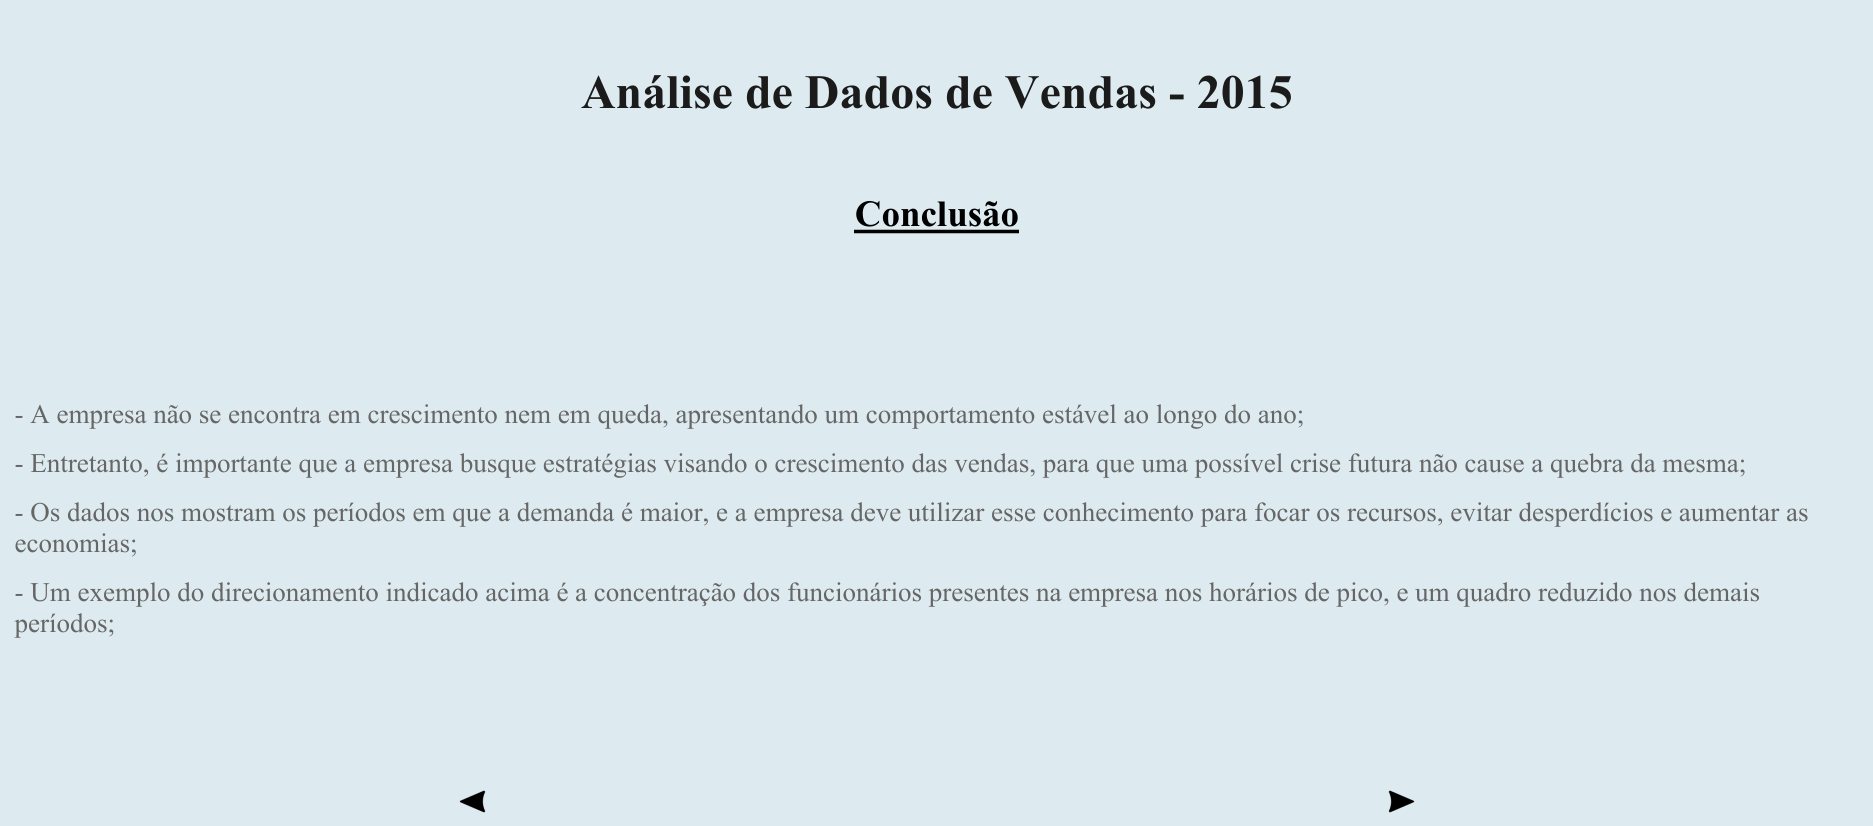 Análise de Dados de Vendas - 2015
Conclusão
- A empresa não se encontra em crescimento nem em queda, apresentando um comportamento estável ao longo do ano;
- Entretanto, é importante que a empresa busque estratégias visando o crescimento das vendas, para que uma possível crise futura não cause a quebra da mesma;
- Os dados nos mostram os períodos em que a demanda é maior, e a empresa deve utilizar esse conhecimento para focar os recursos, evitar desperdícios e aumentar as
economias;
- Um exemplo do direcionamento indicado acima é a concentração dos funcionários presentes na empresa nos horários de pico, e um quadro reduzido nos demais
períodos;